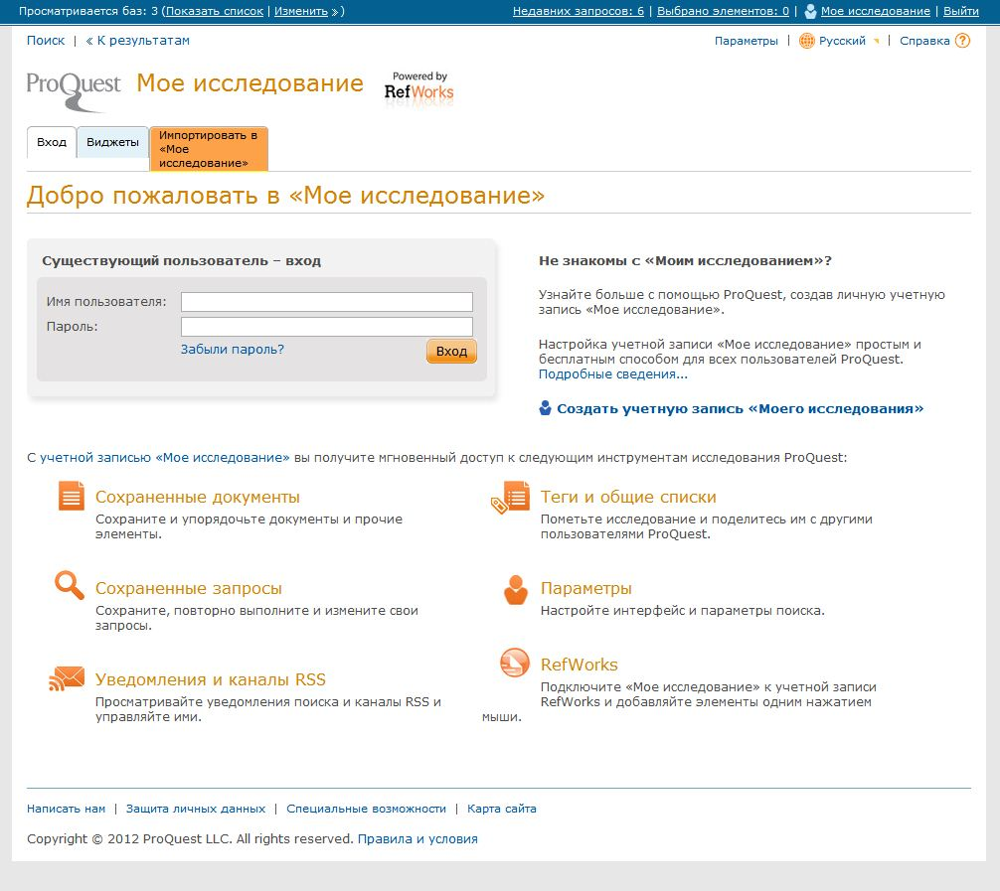 Просматривается баз: 3 (Показать список | Изменить »)
Недавних запросов: 6 | Выбрано элементов: 0 | Мое исследование | Выйти
Поиск | « К результатам
Параметры | Русский | Справка ?
ProQuest Мое исследование
Powered by
RefWorks
Вход
Виджеты
Импортировать в
«Мое
исследование»
Добро пожаловать в «Мое исследование»
Существующий пользователь – вход
Имя пользователя:
Пароль:
Забыли пароль?
Вход
Не знакомы с «Моим исследованием»?
Узнайте больше с помощью ProQuest, создав личную учетную
запись «Мое исследование».
Настройка учетной записи «Мое исследование» простым и
бесплатным способом для всех пользователей ProQuest.
Подробные сведения...
Создать учетную запись «Моего исследования»
С учетной записью «Мое исследование» вы получите мгновенный доступ к следующим инструментам исследования ProQuest:
Сохраненные документы
Сохраните и упорядочьте документы и прочие
элементы.
Теги и общие списки
Пометьте исследование и поделитесь им с другими
пользователями ProQuest.
Сохраненные запросы
Сохраните, повторно выполните и измените свои
запросы.
Параметры
Настройте интерфейс и параметры поиска.
Уведомления и каналы RSS
Просматривайте уведомления поиска и каналы RSS и
управляйте ими.
RefWorks
Подключите «Мое исследование» к учетной записи
RefWorks и добавляйте элементы одним нажатием
мыши.
Написать нам | Защита личных данных | Специальные возможности | Карта сайта
Copyright © 2012 ProQuest LLC. All rights reserved. Правила и условия